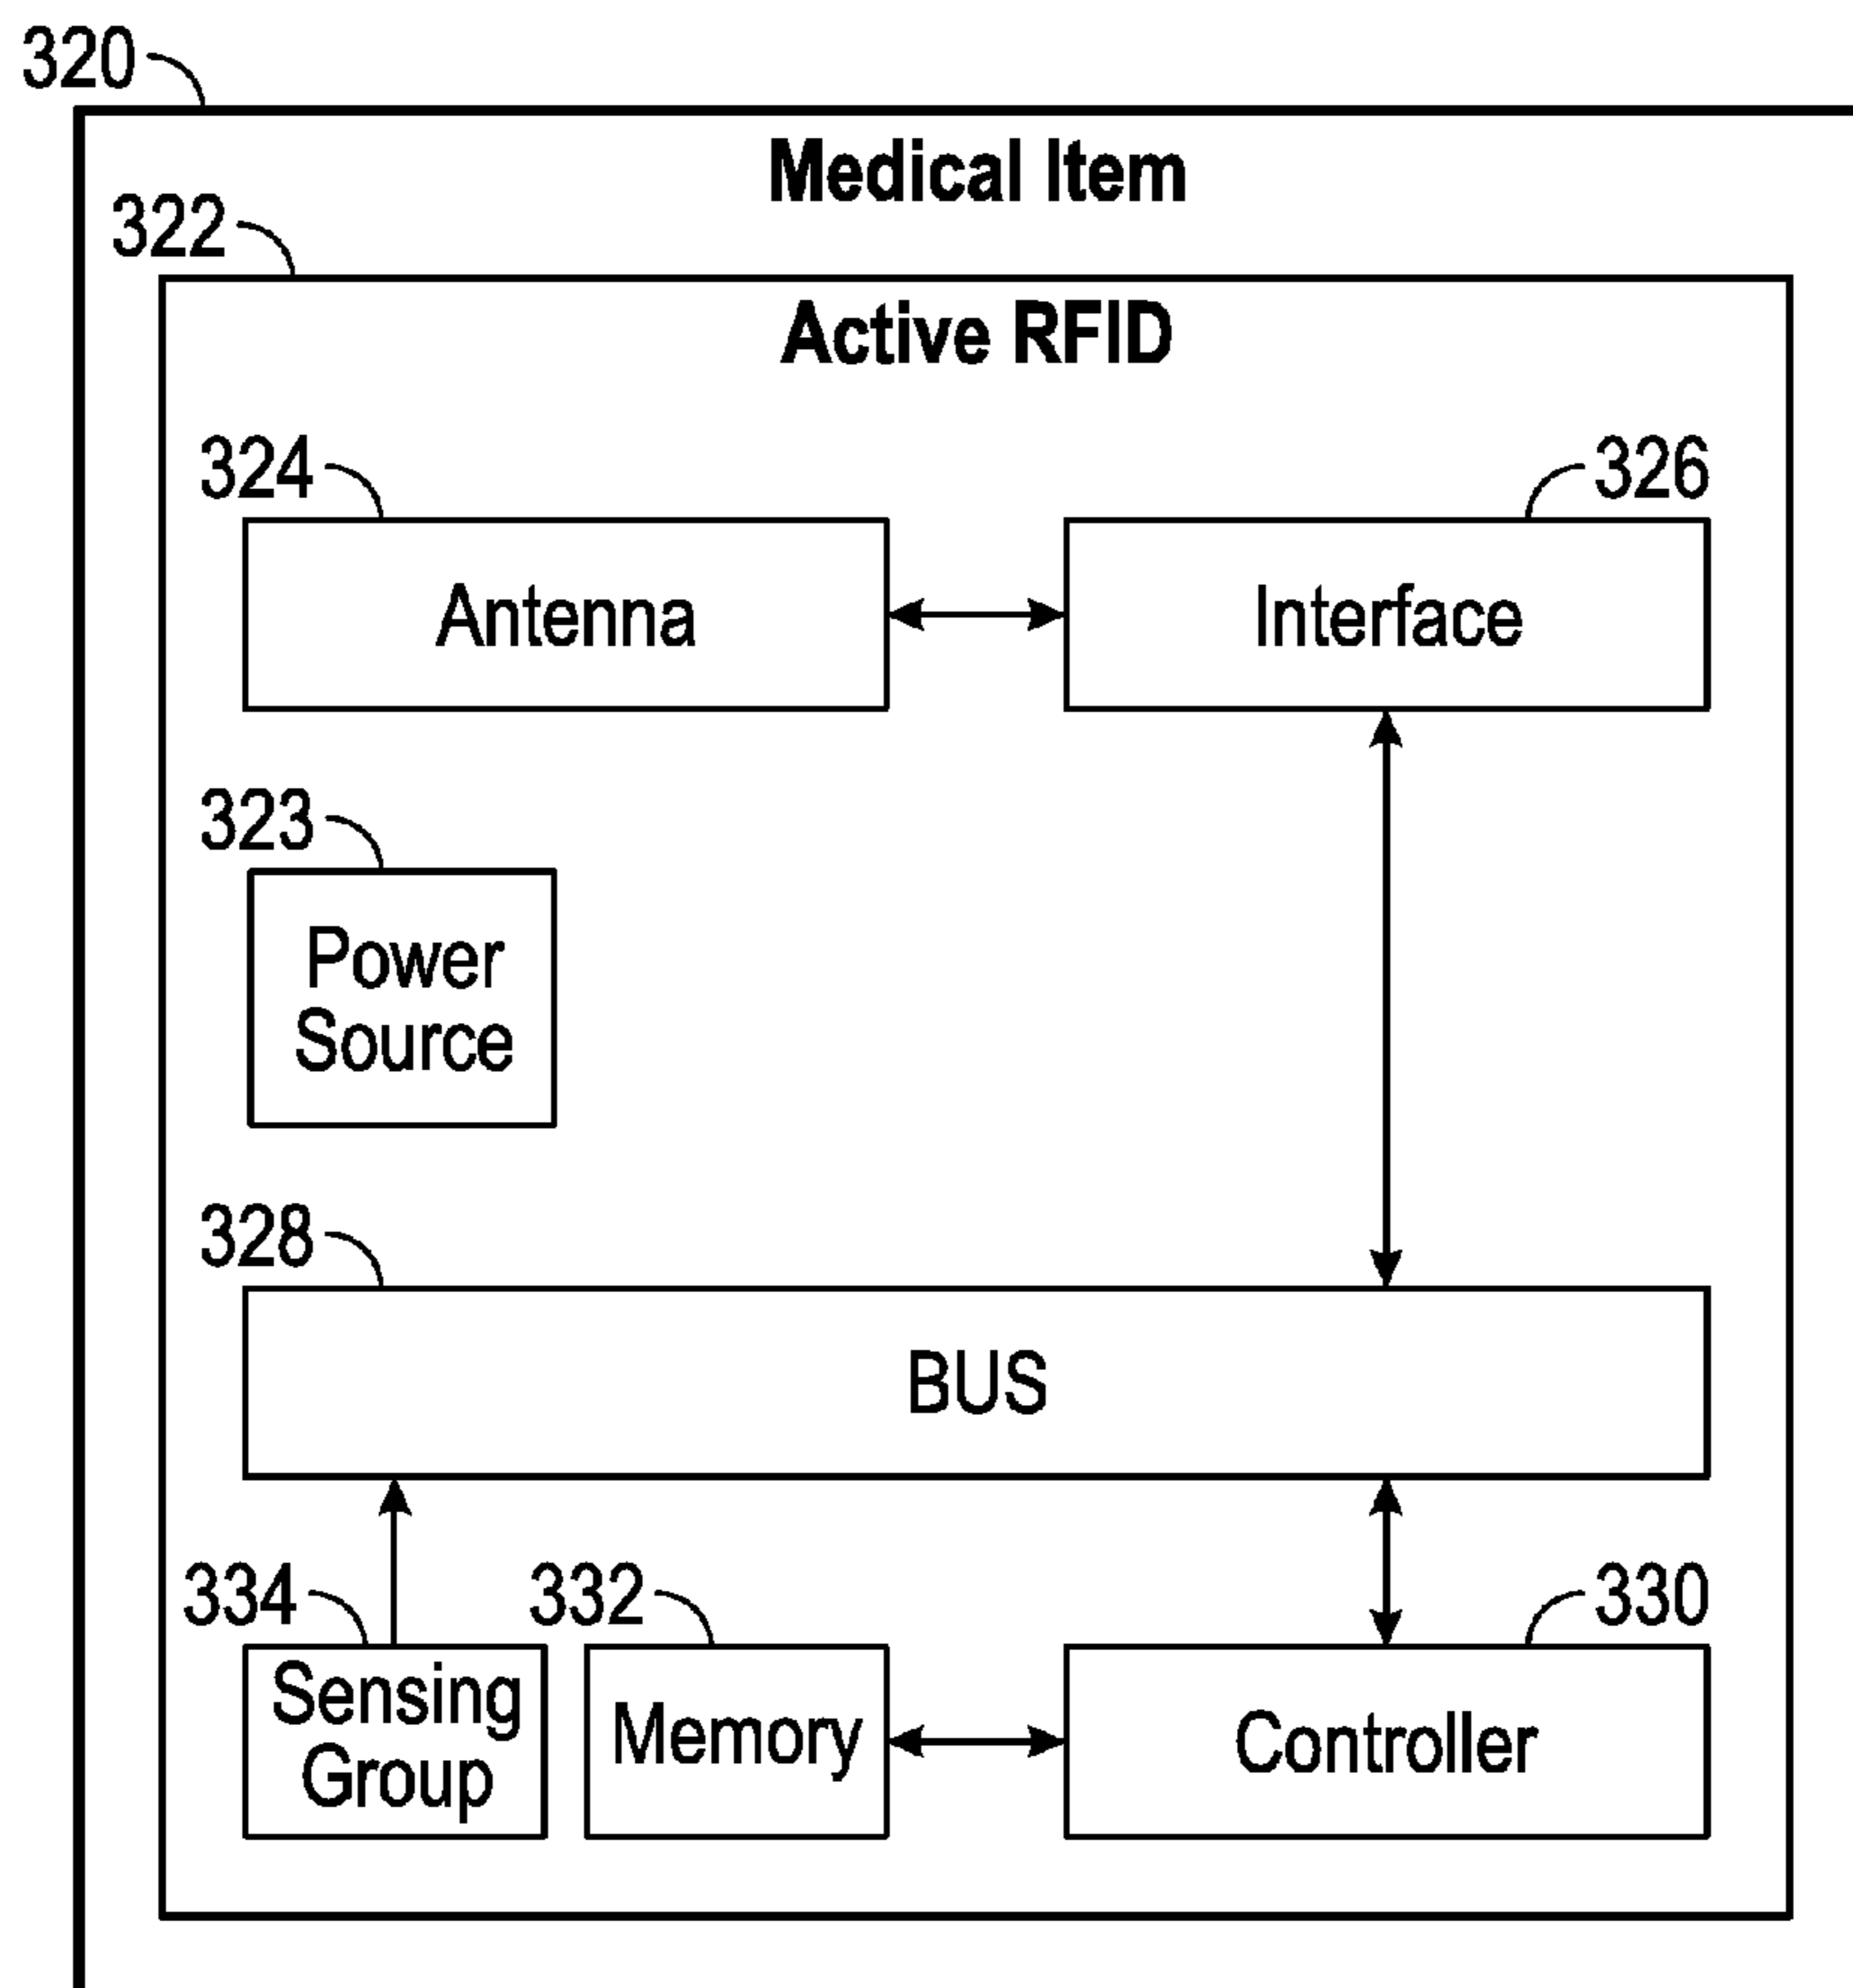 320
Medical Item
322
Active RFID
324
326
Antenna
Interface
323
Power
Source
328
BUS
334
332
330
Sensing
Group
Memory
Controller